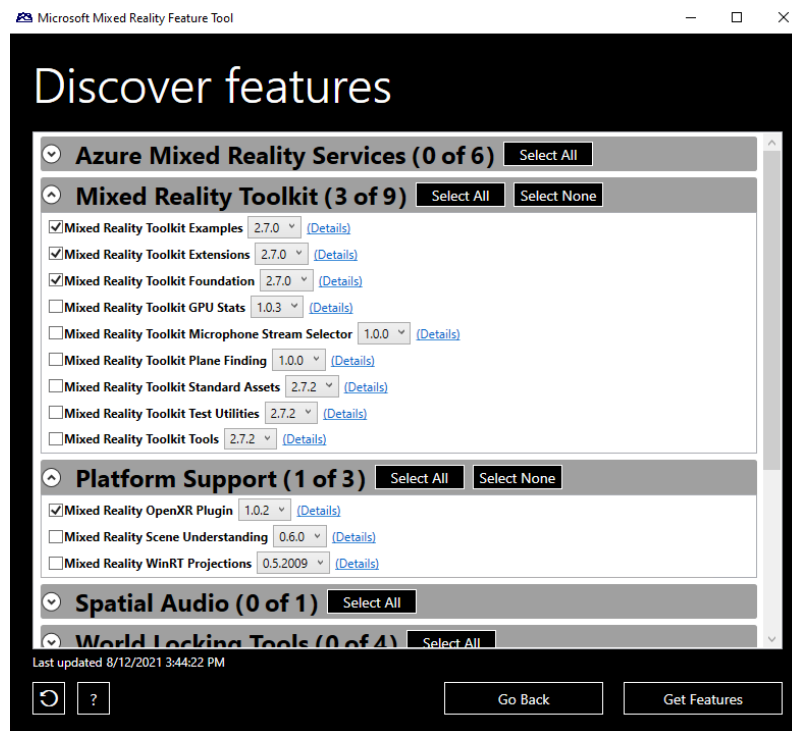 Microsoft Mixed Reality Feature Tool
Discover features
Azure Mixed Reality Services (0 of 6) Select All
Mixed Reality Toolkit (3 of 9) Select All Select None
Mixed Reality Toolkit Examples 2.7.0 (Details)
Mixed Reality Toolkit Extensions 2.7.0 (Details)
Mixed Reality Toolkit Foundation 2.7.0 (Details)
Mixed Reality Toolkit GPU Stats 1.0.3 (Details)
Mixed Reality Toolkit Microphone Stream Selector 1.0.0 (Details)
Mixed Reality Toolkit Plane Finding 1.0.0 (Details)
Mixed Reality Toolkit Standard Assets 2.7.2 (Details)
Mixed Reality Toolkit Test Utilities 2.7.2 (Details)
Mixed Reality Toolkit Tools 2.7.2 (Details)
Platform Support (1 of 3) Select All Select None
Mixed Reality OpenXR Plugin 1.0.2 (Details)
Mixed Reality Scene Understanding 0.6.0 (Details)
Mixed Reality WinRT Projections 0.5.2009 (Details)
Spatial Audio (0 of 1) Select All
World Locking Tools (0 of 4) Select All
Last updated 8/12/2021 3:44:22 PM
? Go Back Get Features